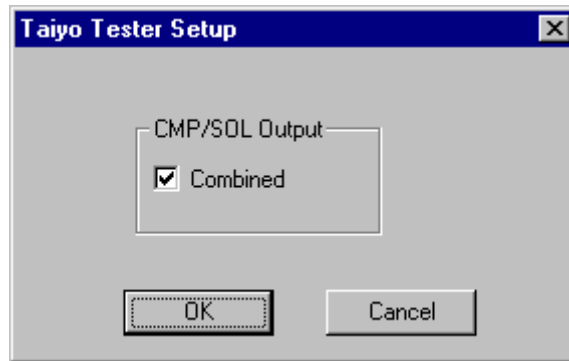 Taiyo Tester Setup
CMP/SOL Output
Combined
OK
Cancel